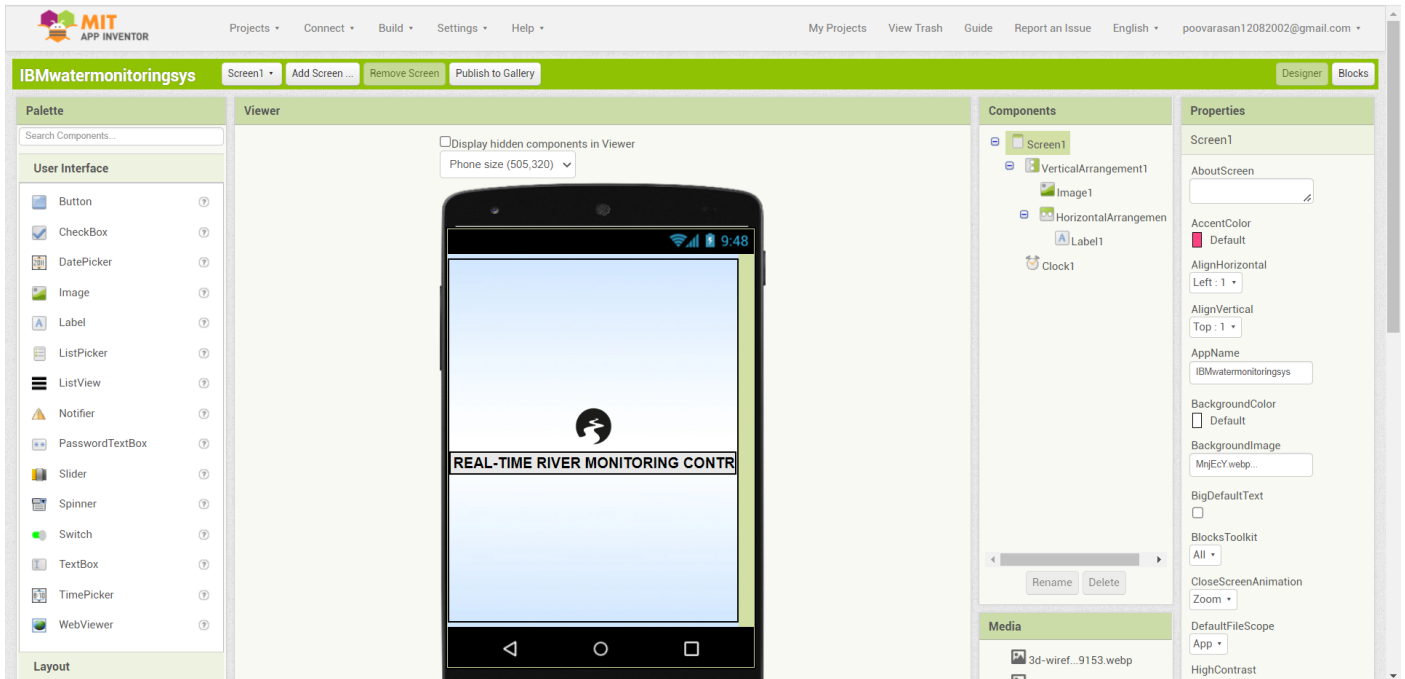 MIT
APP INVENTOR
Projects
Connect
Build
Settings
Help
My Projects
View Trash
Guide
Report an Issue
English
poovarasan12082002@gmail.com
IBMwatermonitoringsys
Screen1
Add Screen ...
Remove Screen
Publish to Gallery
Designer
Blocks
Palette
Search Components...
User Interface
Button
CheckBox
DatePicker
Image
Label
ListPicker
ListView
Notifier
PasswordTextBox
Slider
Spinner
Switch
TextBox
TimePicker
WebViewer
Layout
Viewer
Display hidden components in Viewer
Phone size (505,320)
9:48
REAL-TIME RIVER MONITORING CONTR
Components
Screen1
VerticalArrangement1
Image1
HorizontalArrangemen
Label1
Clock1
Rename
Delete
Media
3d-wiref...9153.webp
Properties
Screen1
AboutScreen
AccentColor
Default
AlignHorizontal
Left : 1
AlignVertical
Top : 1
AppName
IBMwatermonitoringsys
BackgroundColor
Default
BackgroundImage
MnjEcY.webp...
BigDefaultText
BlocksToolkit
All
CloseScreenAnimation
Zoom
DefaultFileScope
App
HighContrast